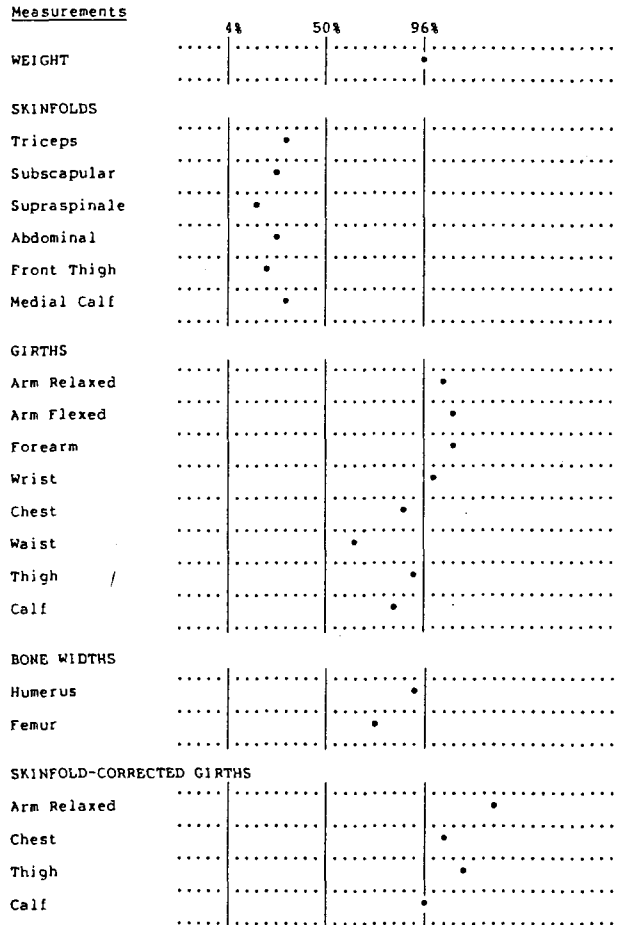 Measurements
4% 50% 96%
WEIGHT
SKINFOLDS
Triceps
Subscapular
Supraspinale
Abdominal
Front Thigh
Medial Calf
GIRTHS
Arm Relaxed
Arm Flexed
Forearm
Wrist
Chest
Waist
Thigh
Calf
BONE WIDTHS
Humerus
Femur
SKINFOLD-CORRECTED GIRTHS
Arm Relaxed
Chest
Thigh
Calf